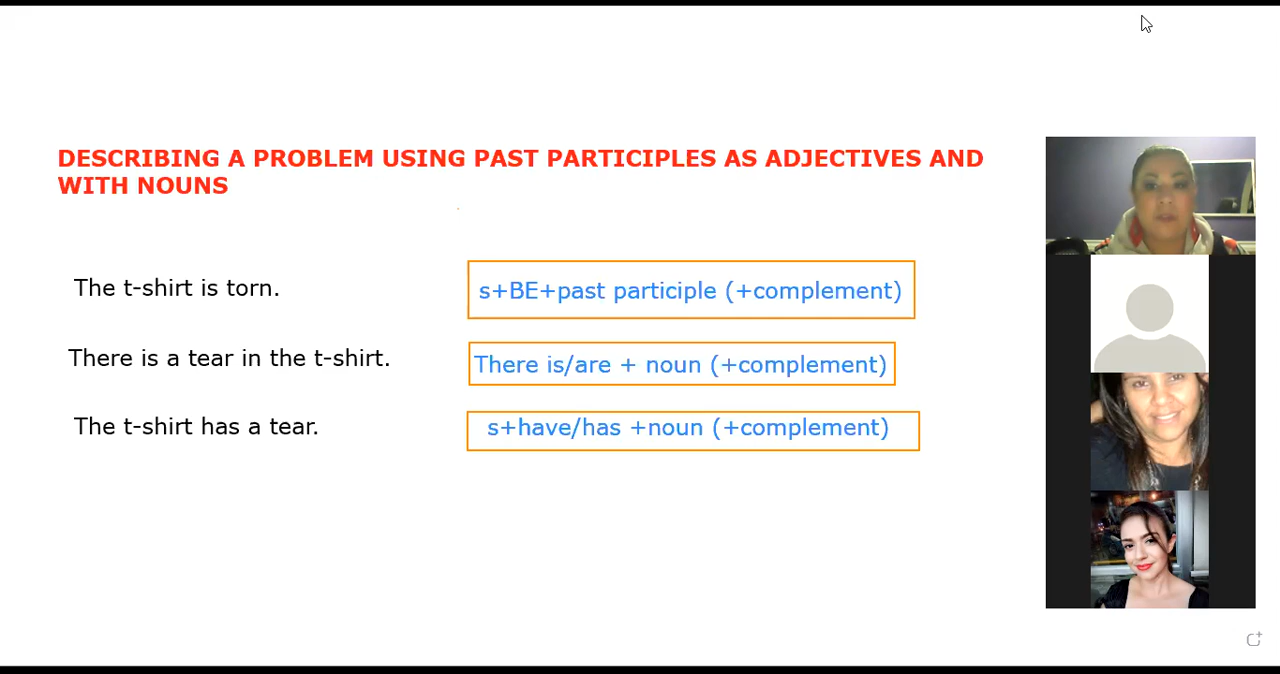 DESCRIBING A PROBLEM USING PAST PARTICIPLES AS ADJECTIVES AND
WITH NOUNS
The t-shirt is torn.
s+BE+past participle (+complement)
There is a tear in the t-shirt.
There is/are + noun (+complement)
The t-shirt has a tear.
s+have/has +noun (+complement)